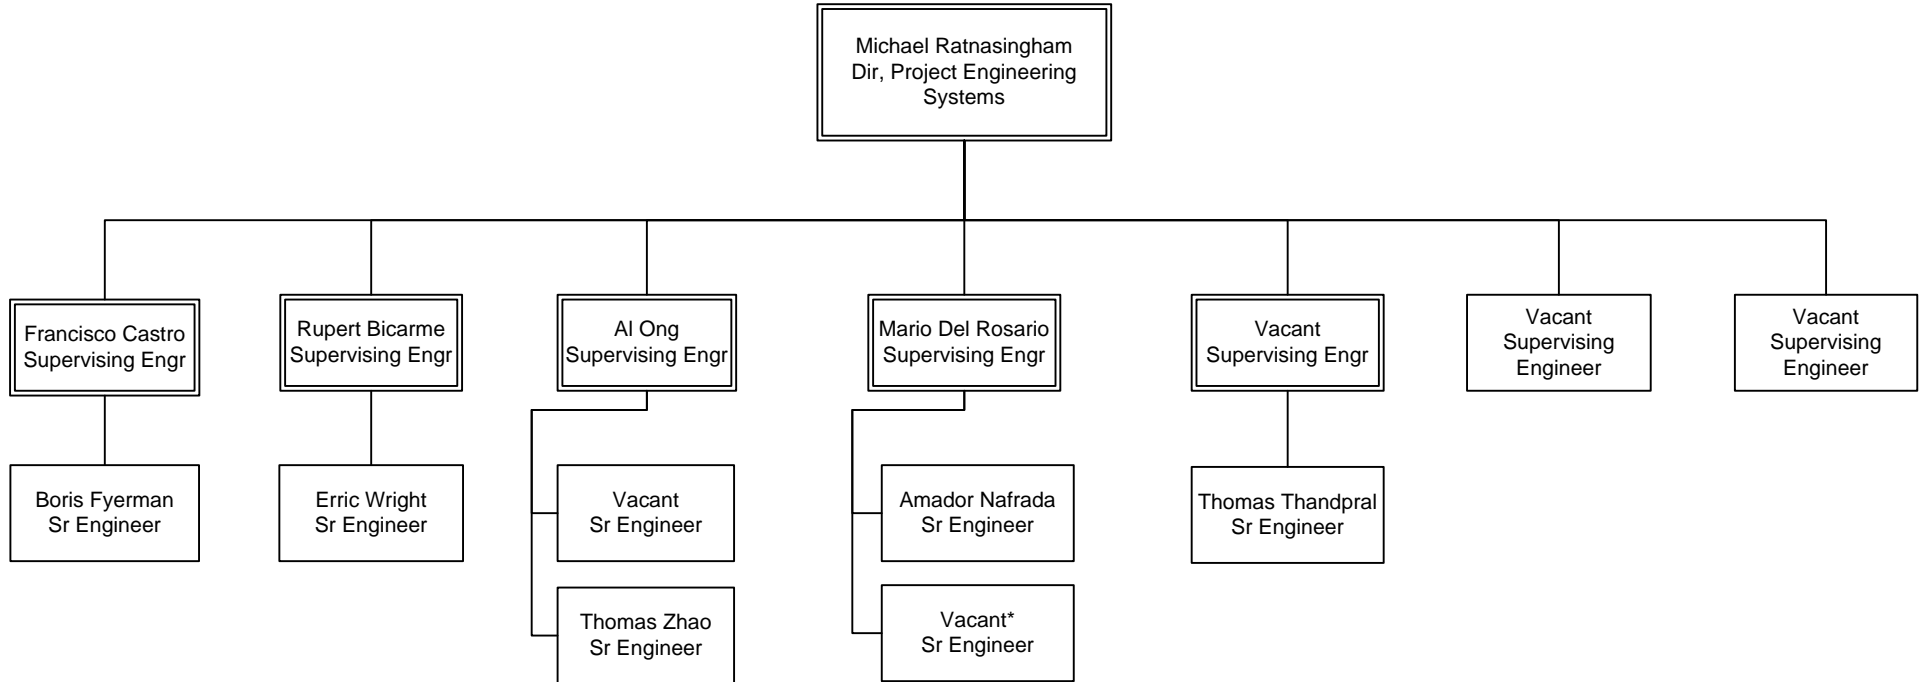 Michael Ratnasingham
Dir, Project Engineering
Systems
Francisco Castro
Supervising Engr
Rupert Bicarme
Supervising Engr
Al Ong
Supervising Engr
Mario Del Rosario
Supervising Engr
Vacant
Supervising Engr
Vacant
Supervising
Engineer
Vacant
Supervising
Engineer
Boris Fyerman
Sr Engineer
Erric Wright
Sr Engineer
Vacant
Sr Engineer
Amador Nafrada
Sr Engineer
Thomas Thandpral
Sr Engineer
Thomas Zhao
Sr Engineer
Vacant*
Sr Engineer